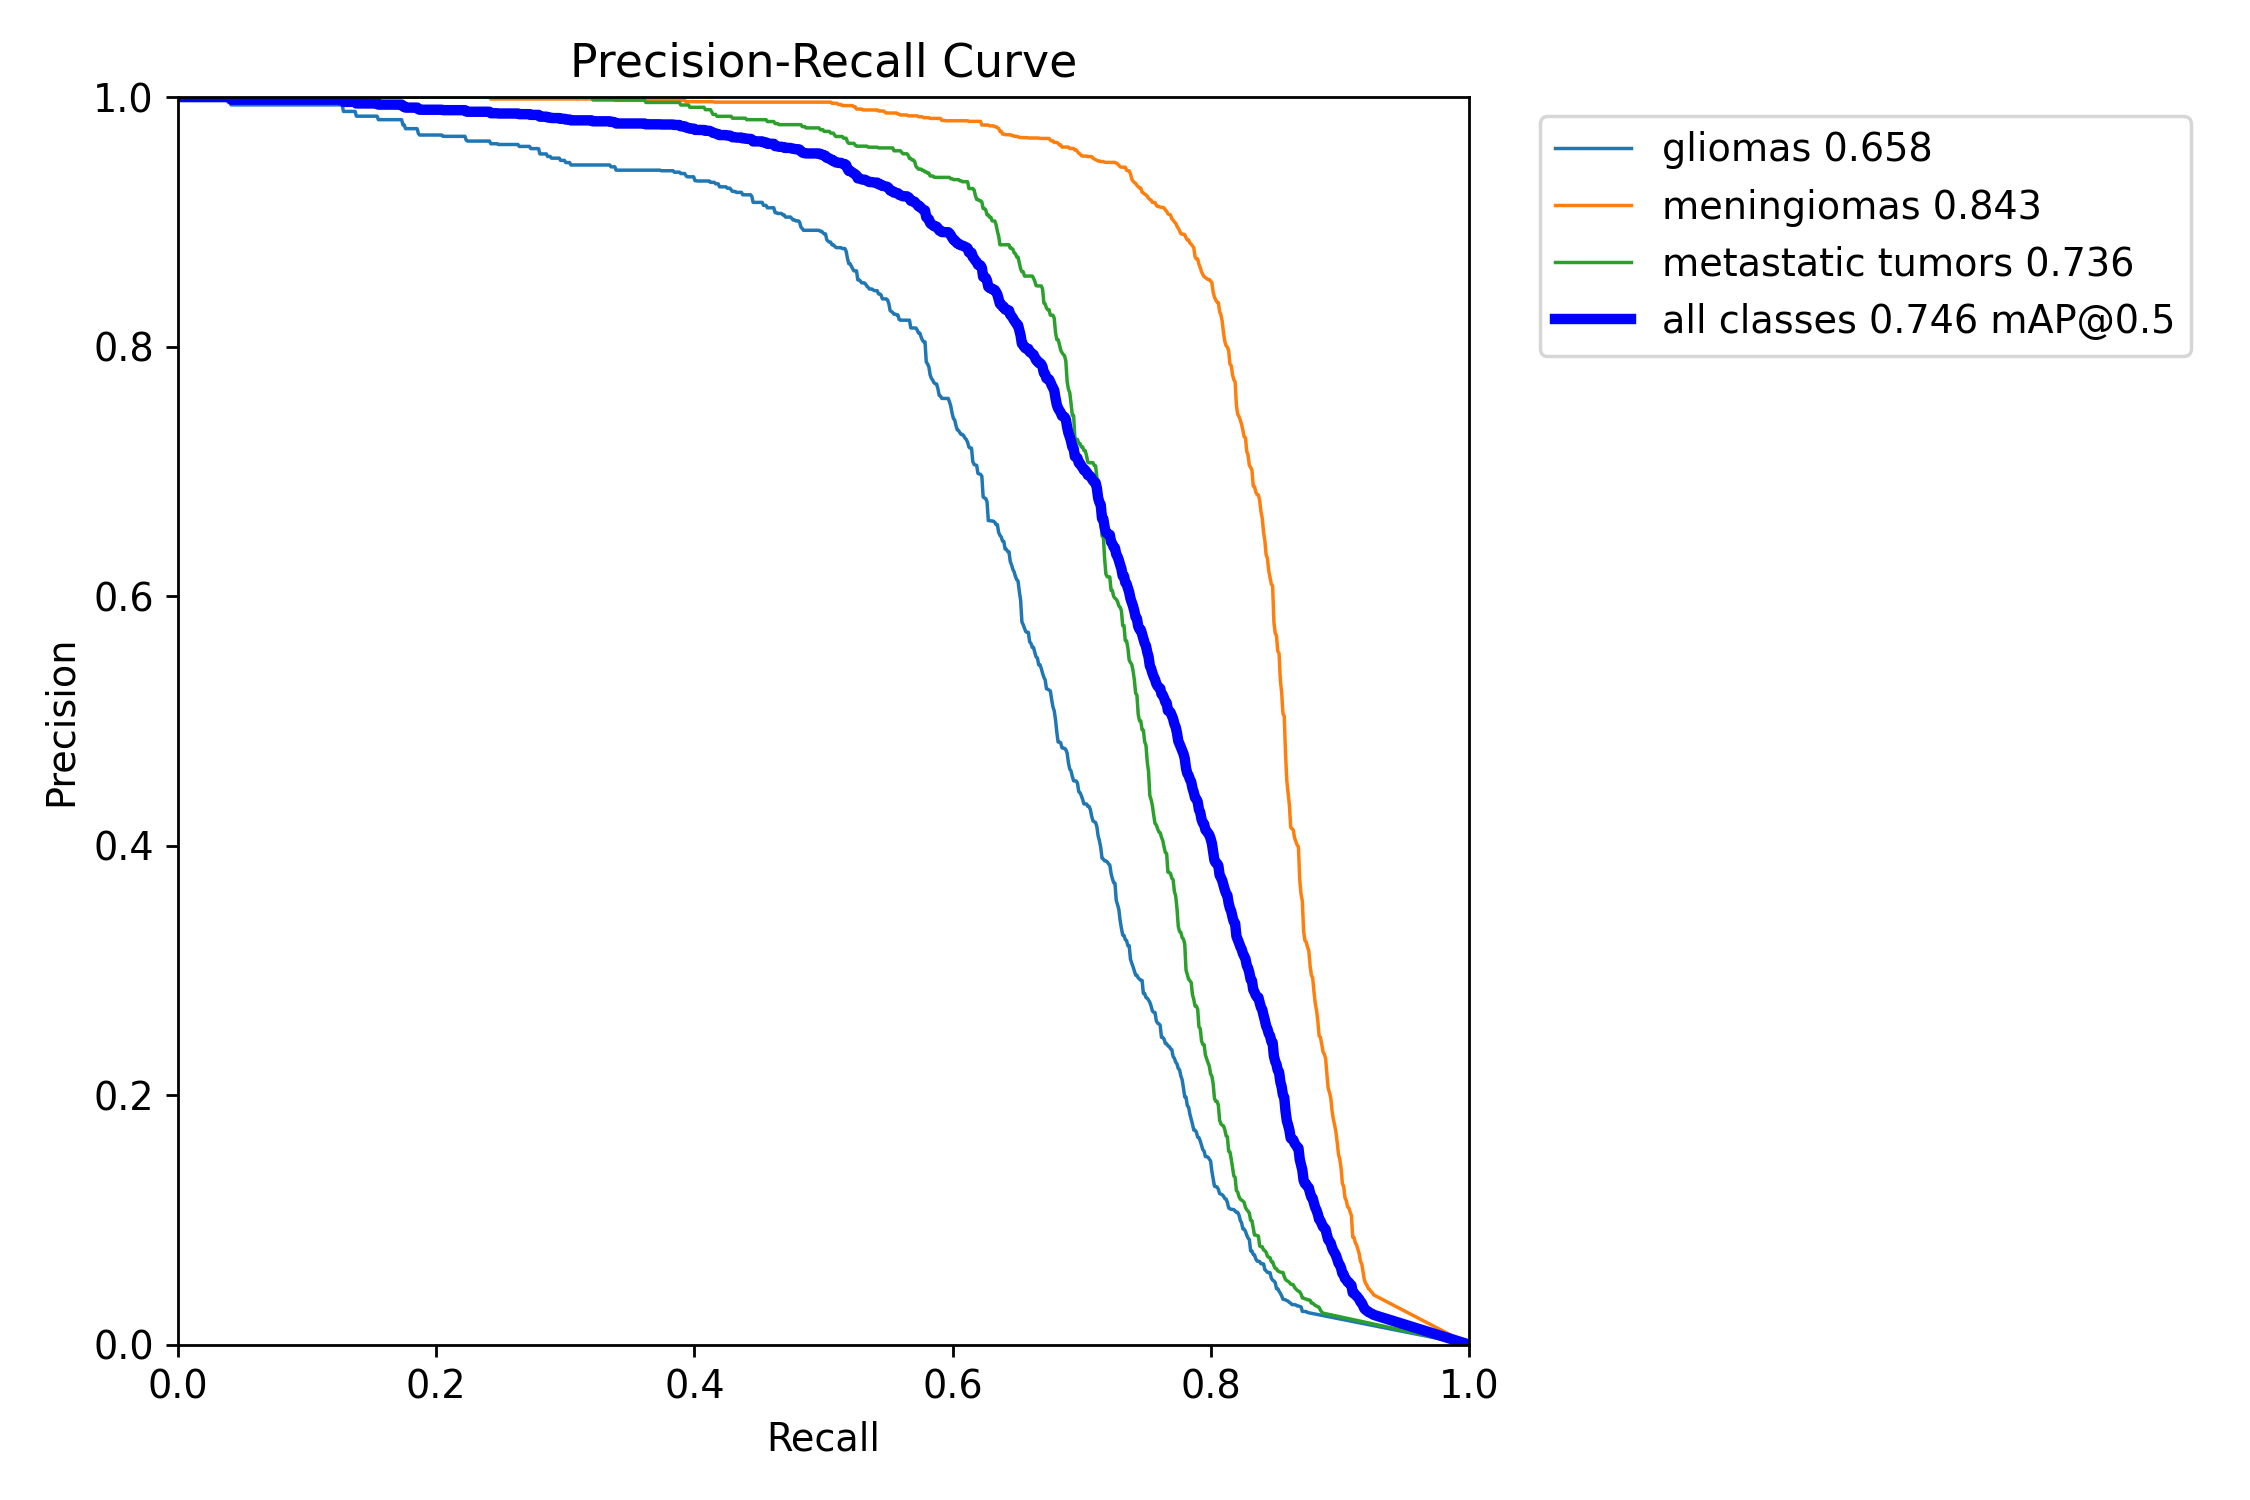 Precision-Recall Curve
1.0
0.8
0.6
0.4
0.2
0.0
Precision
0.0 0.2 0.4 0.6 0.8 1.0
Recall
gliomas 0.658
meningiomas 0.843
metastatic tumors 0.736
all classes 0.746 mAP@0.5